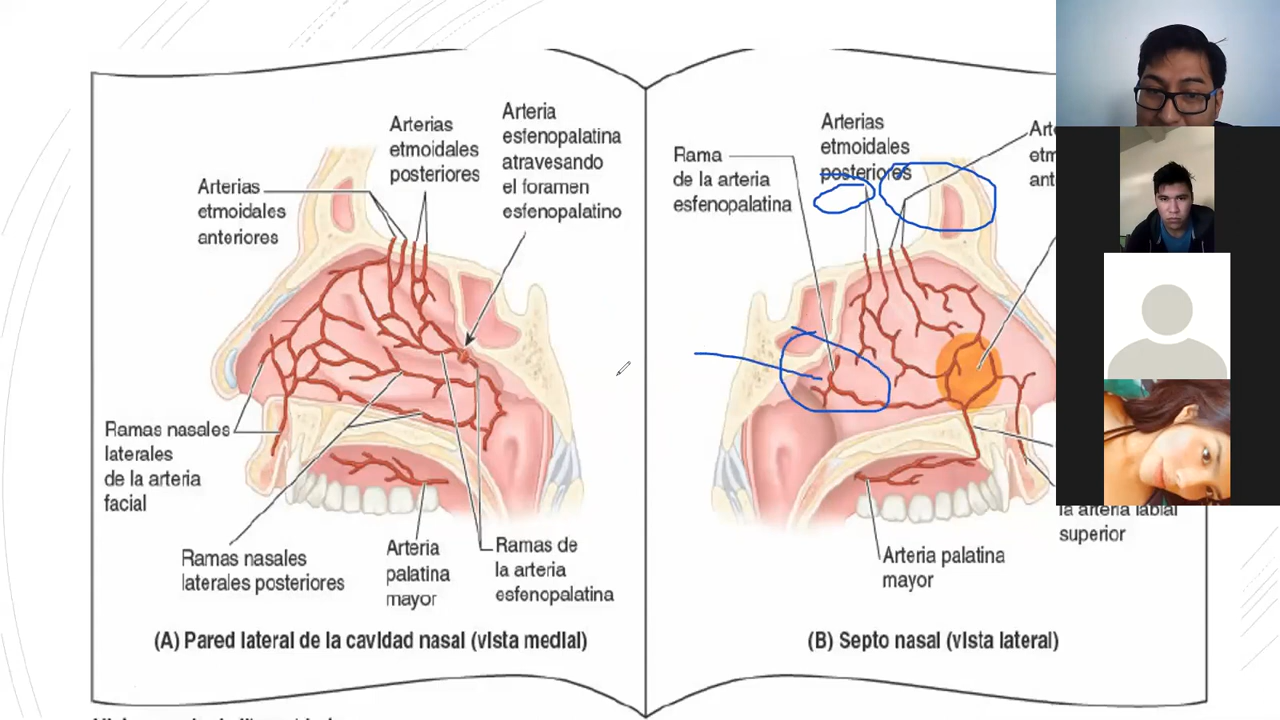 Arterias
etmoidales
posteriores
Arteria
esfenopalatina
atravesando
el foramen
esfenopalatino
Arterias
etmoidales
anteriores
Ramas nasales
laterales
de la arteria
facial
Ramas nasales
laterales posteriores
Arteria
palatina
mayor
Ramas de
la arteria
esfenopalatina
(A) Pared lateral de la cavidad nasal (vista medial)
Arterias
etmoidales
posteriores
Rama
de la arteria
esfenopalatina
Arteria palatina
mayor
la arteria labial
superior
(B) Septo nasal (vista lateral)